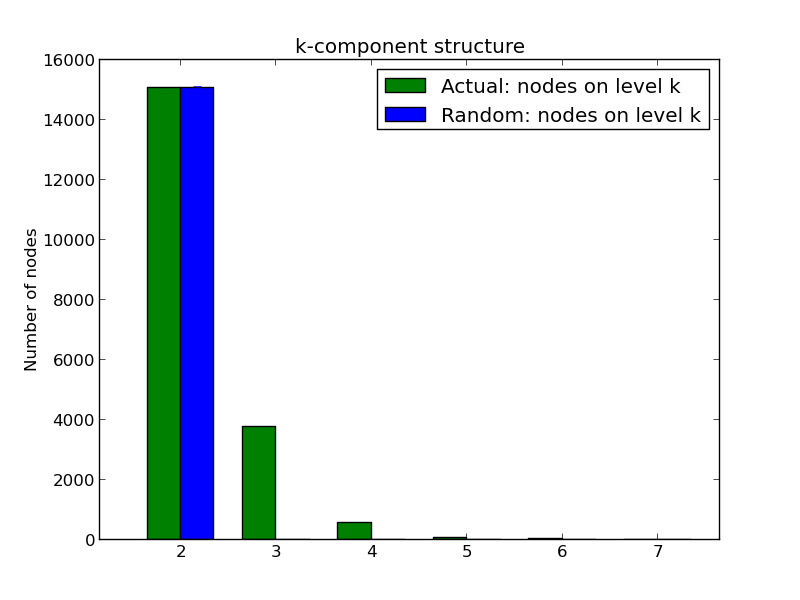 k-component structure
Actual: nodes on level k
Random: nodes on level k
Number of nodes
16000
14000
12000
10000
8000
6000
4000
2000
0
2 3 4 5 6 7